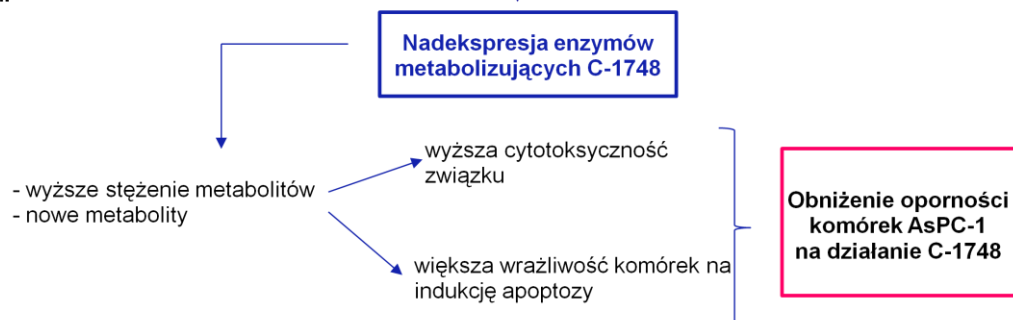 Nadekspresja enzymów
metabolizujących C-1748
- wyższe stężenie metabolitów
- nowe metabolity
wyższa cytotoksyczność
związku
większa wrażliwość komórek na
indukcję apoptozy
Obniżenie oporności
komórek AsPC-1
na działanie C-1748